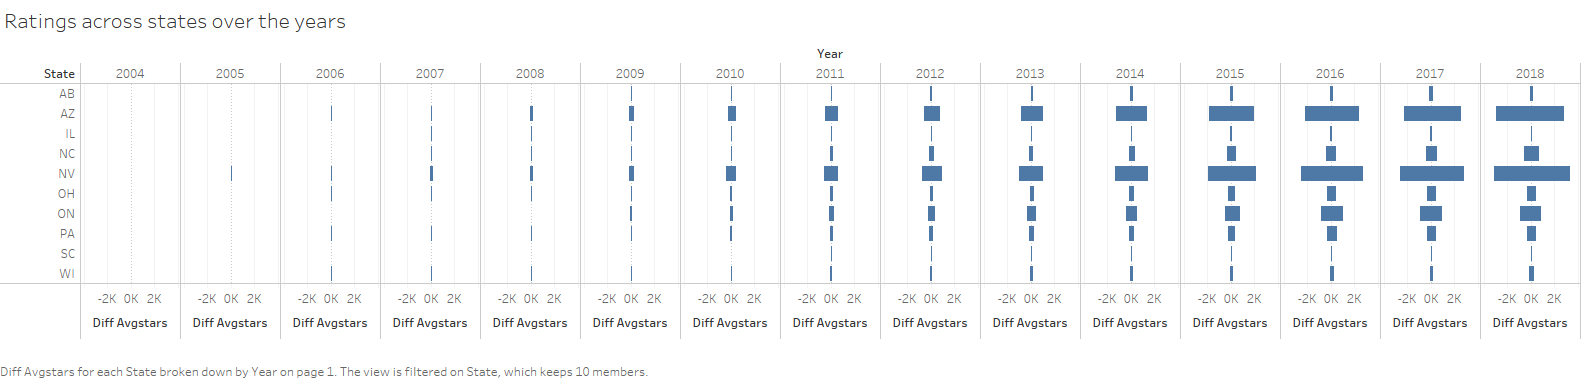 Ratings across states over the years
Year
State 2004 2005 2006 2007 2008 2009 2010 2011 2012 2013 2014 2015 2016 2017 2018
AB
AZ
IL
NC
NV
OH
ON
PA
SC
WI
-2K 0K 2K -2K 0K 2K -2K 0K 2K -2K 0K 2K -2K 0K 2K -2K 0K 2K -2K 0K 2K -2K 0K 2K -2K 0K 2K -2K 0K 2K -2K 0K 2K -2K 0K 2K -2K 0K 2K -2K 0K 2K -2K 0K 2K
Diff Avgstars Diff Avgstars Diff Avgstars Diff Avgstars Diff Avgstars Diff Avgstars Diff Avgstars Diff Avgstars Diff Avgstars Diff Avgstars Diff Avgstars Diff Avgstars Diff Avgstars Diff Avgstars Diff Avgstars
Diff Avgstars for each State broken down by Year on page 1. The view is filtered on State, which keeps 10 members.